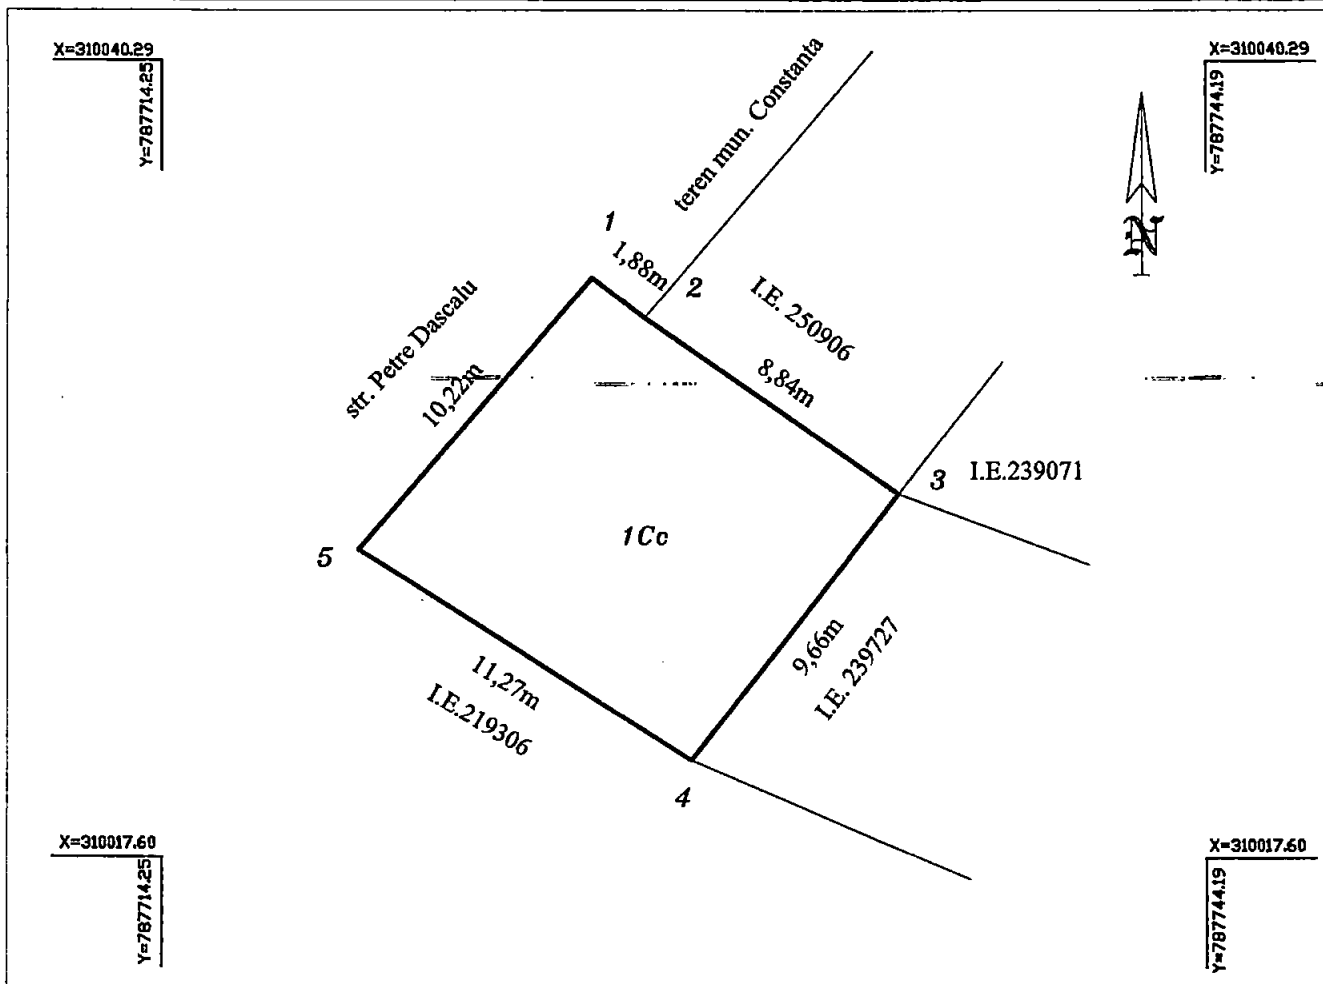 X=310040.29
Y=787714.25
X=310040.29
Y=787744.19
teren mun. Constanta
N
1
1,88m
2
I.E. 250906
8,84m
str. Petre Dascalu
10,22m
3
I.E.239071
1Cc
5
9,66m
I.E. 239727
11,27m
I.E.219306
4
X=310017.60
Y=787714.25
X=310017.60
Y=787744.19